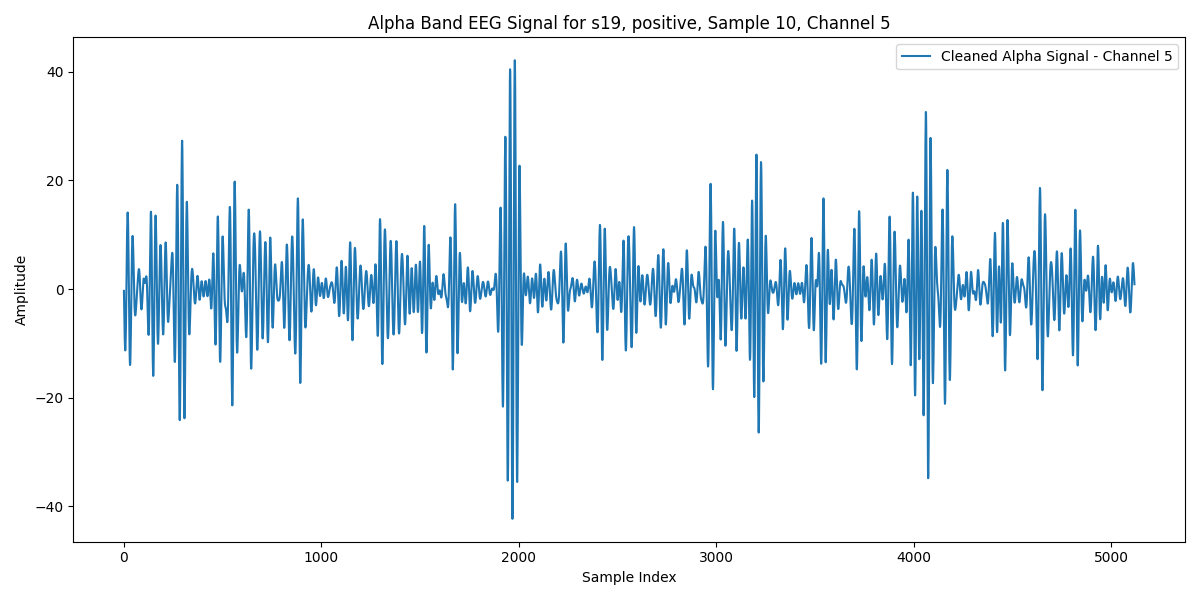 Alpha Band EEG Signal for s19, positive, Sample 10, Channel 5
Cleaned Alpha Signal - Channel 5
40
20
0
−20
−40
Amplitude
0 1000 2000 3000 4000 5000
Sample Index